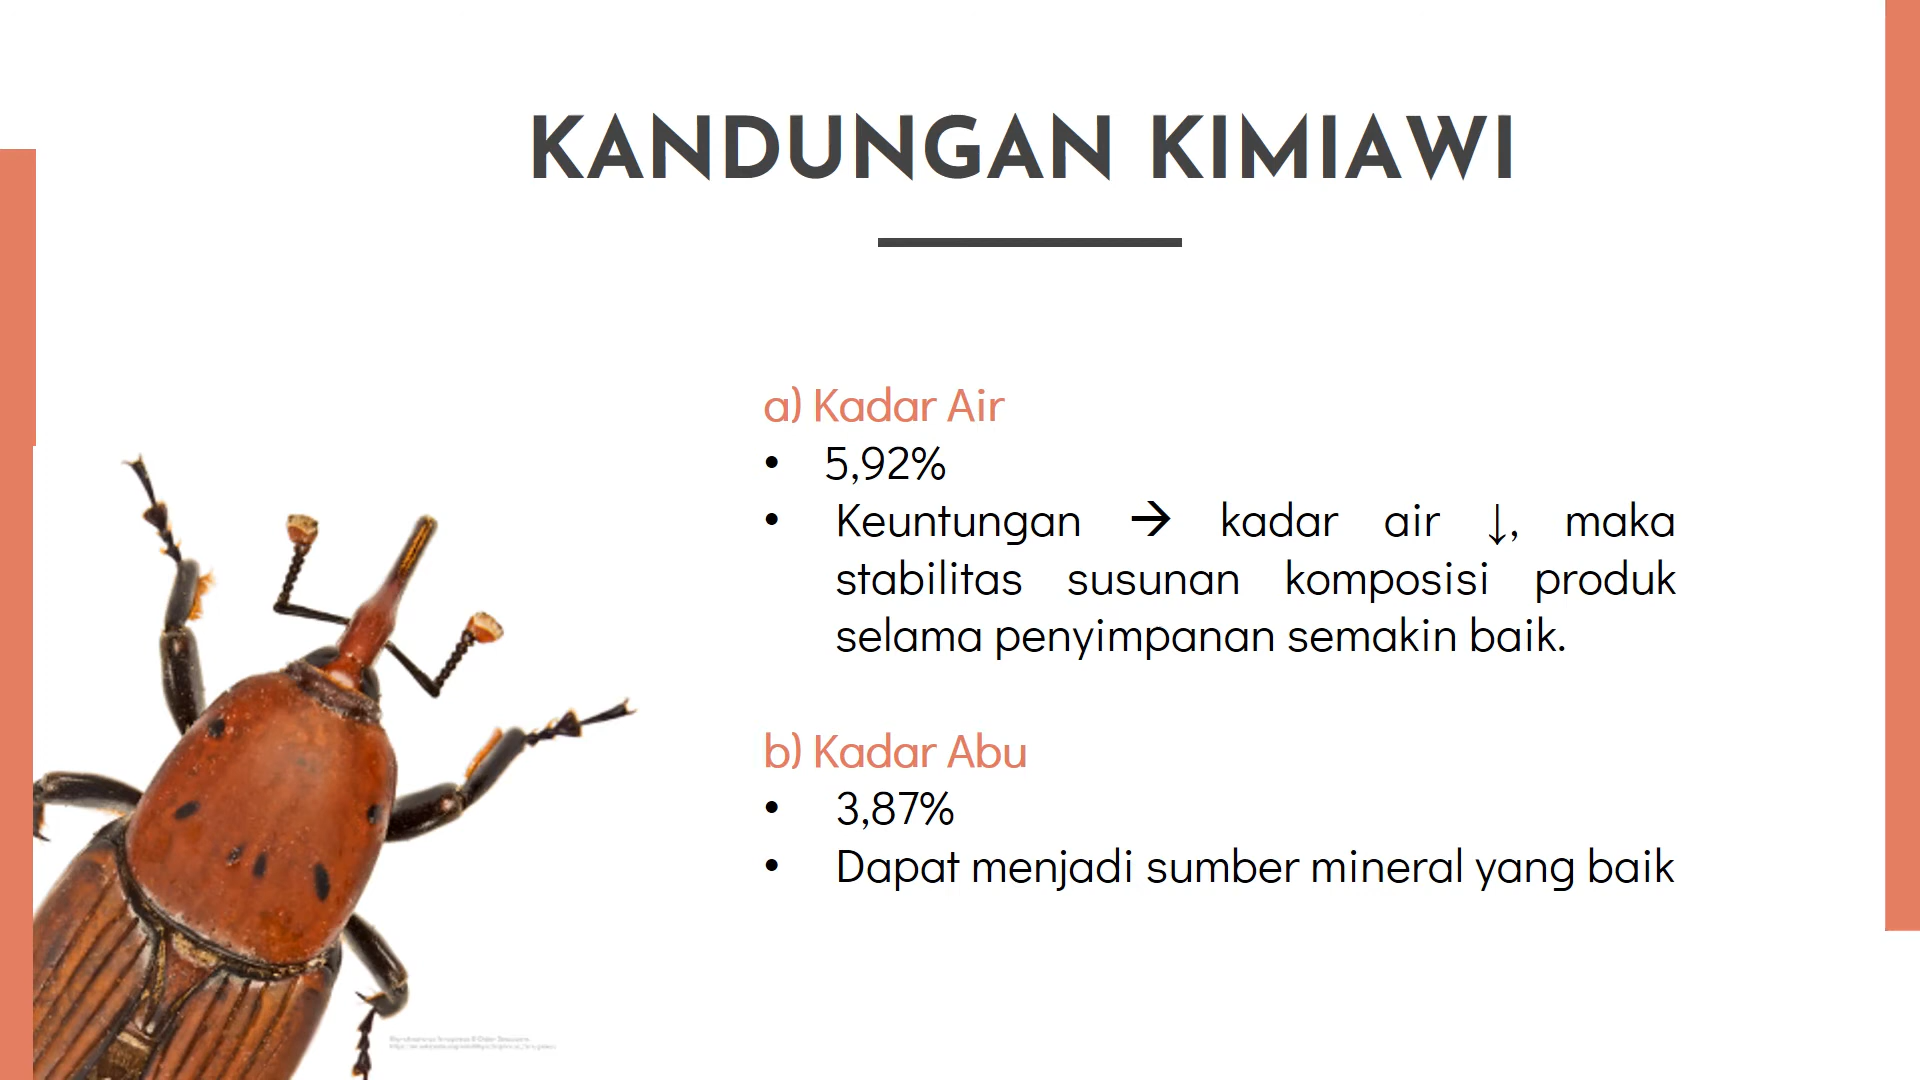 KANDUNGAN KIMIAWI
a) Kadar Air
• 5,92%
• Keuntungan → kadar air ↓, maka
stabilitas susunan komposisi produk
selama penyimpanan semakin baik.
b) Kadar Abu
• 3,87%
• Dapat menjadi sumber mineral yang baik